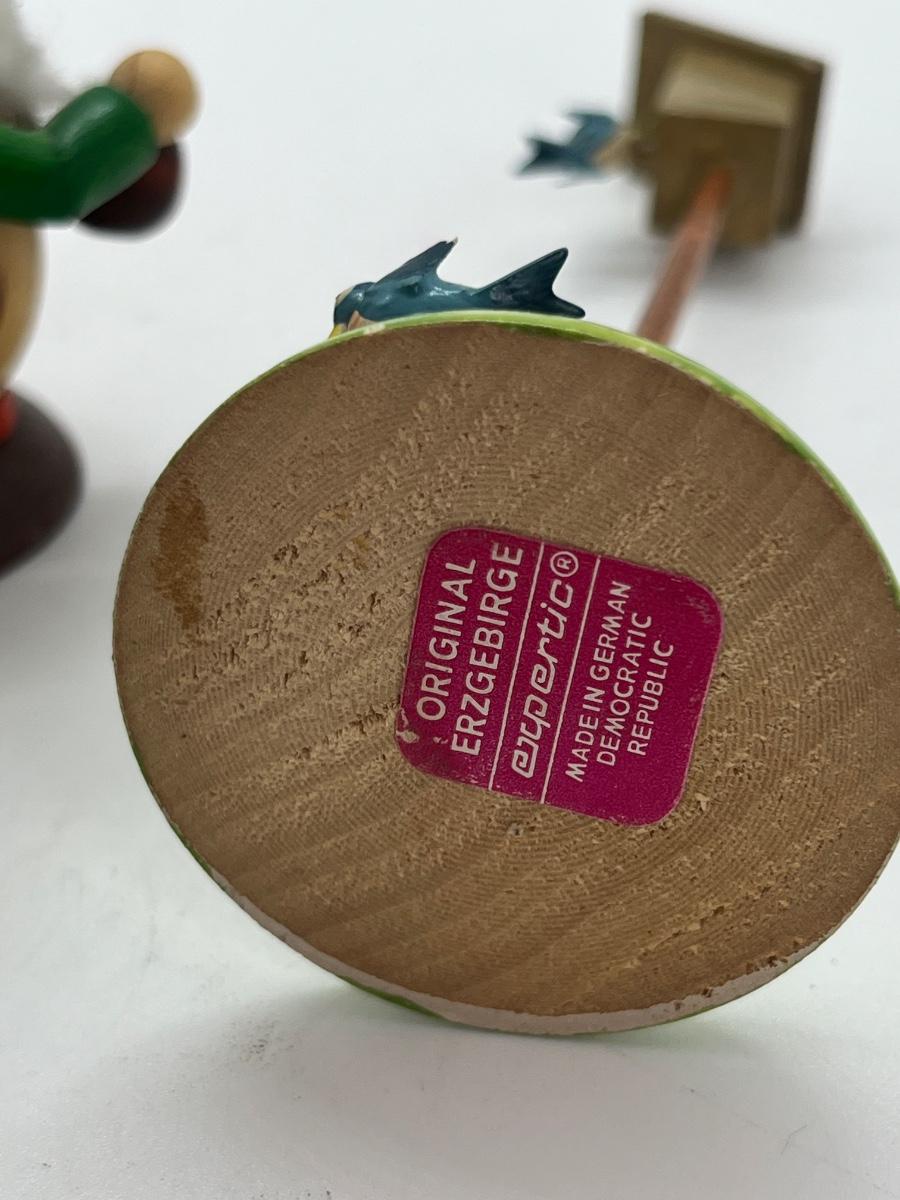 ORIGINAL
ERZGEBIRGE
expertic®
MADE IN GERMAN
DEMOCRATIC
REPUBLIC